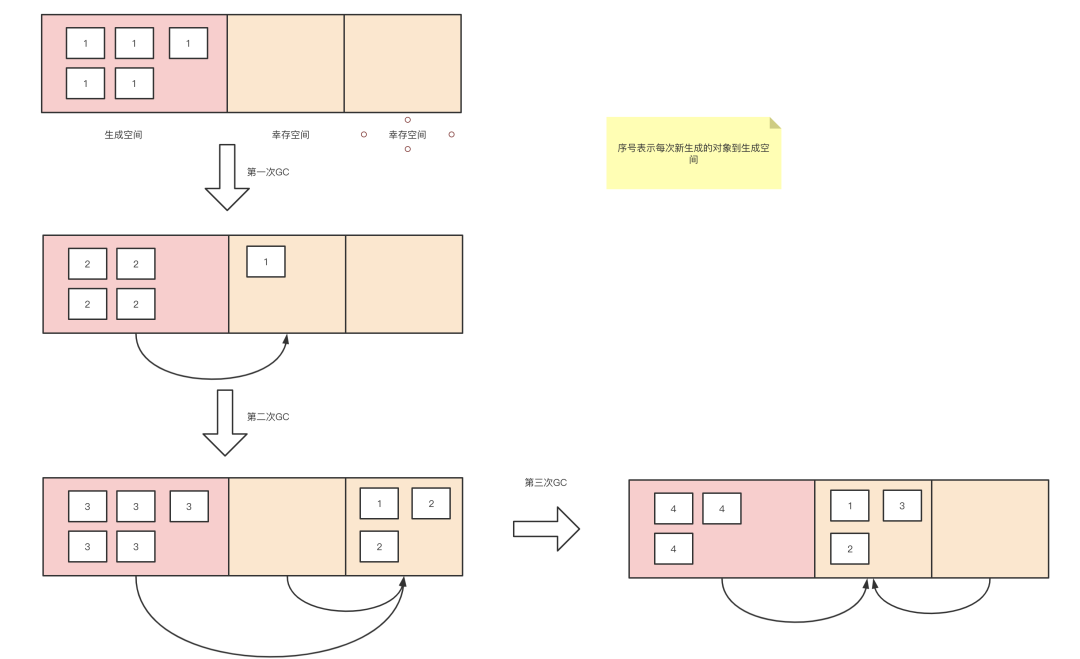 1 1 1
1 1
生成空间 幸存空间 幸存空间
序号表示每次新生成的对象到生成空
间
第一次GC
2 2 1
2 2
第二次GC
3 3 3 1 2
3 3 2
第三次GC
4 4 1 3
4 2